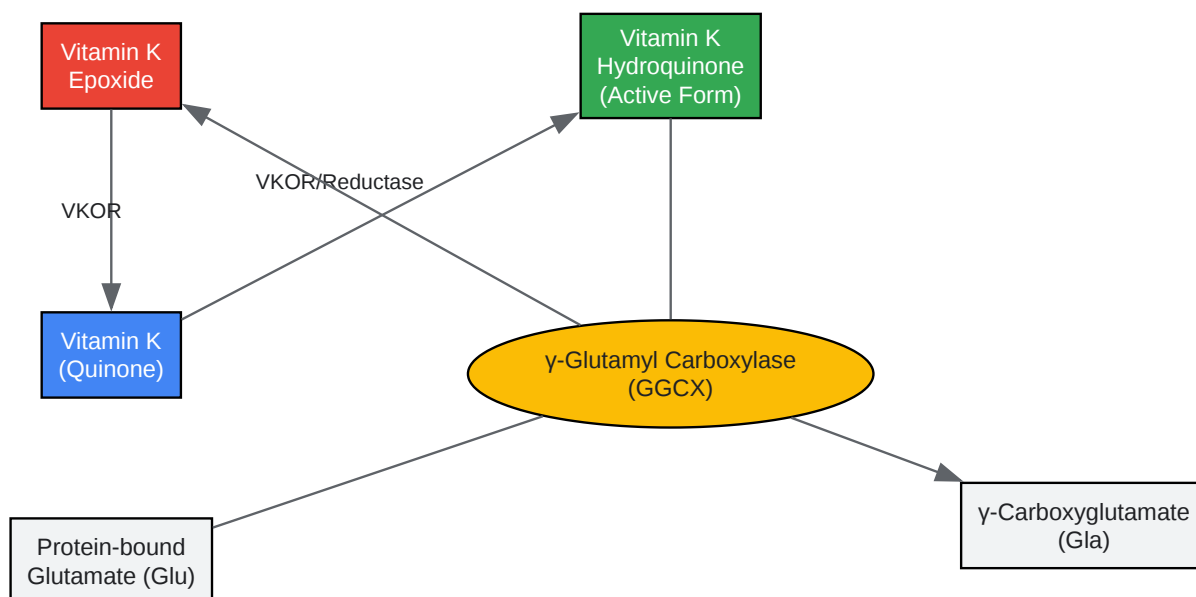 Vitamin K
Epoxide
Vitamin K
Hydroquinone
(Active Form)
VKOR/Reductase
VKOR
Vitamin K
(Quinone)
γ-Glutamyl Carboxylase
(GGCX)
γ-Carboxyglutamate
(Gla)
Protein-bound
Glutamate (Glu)